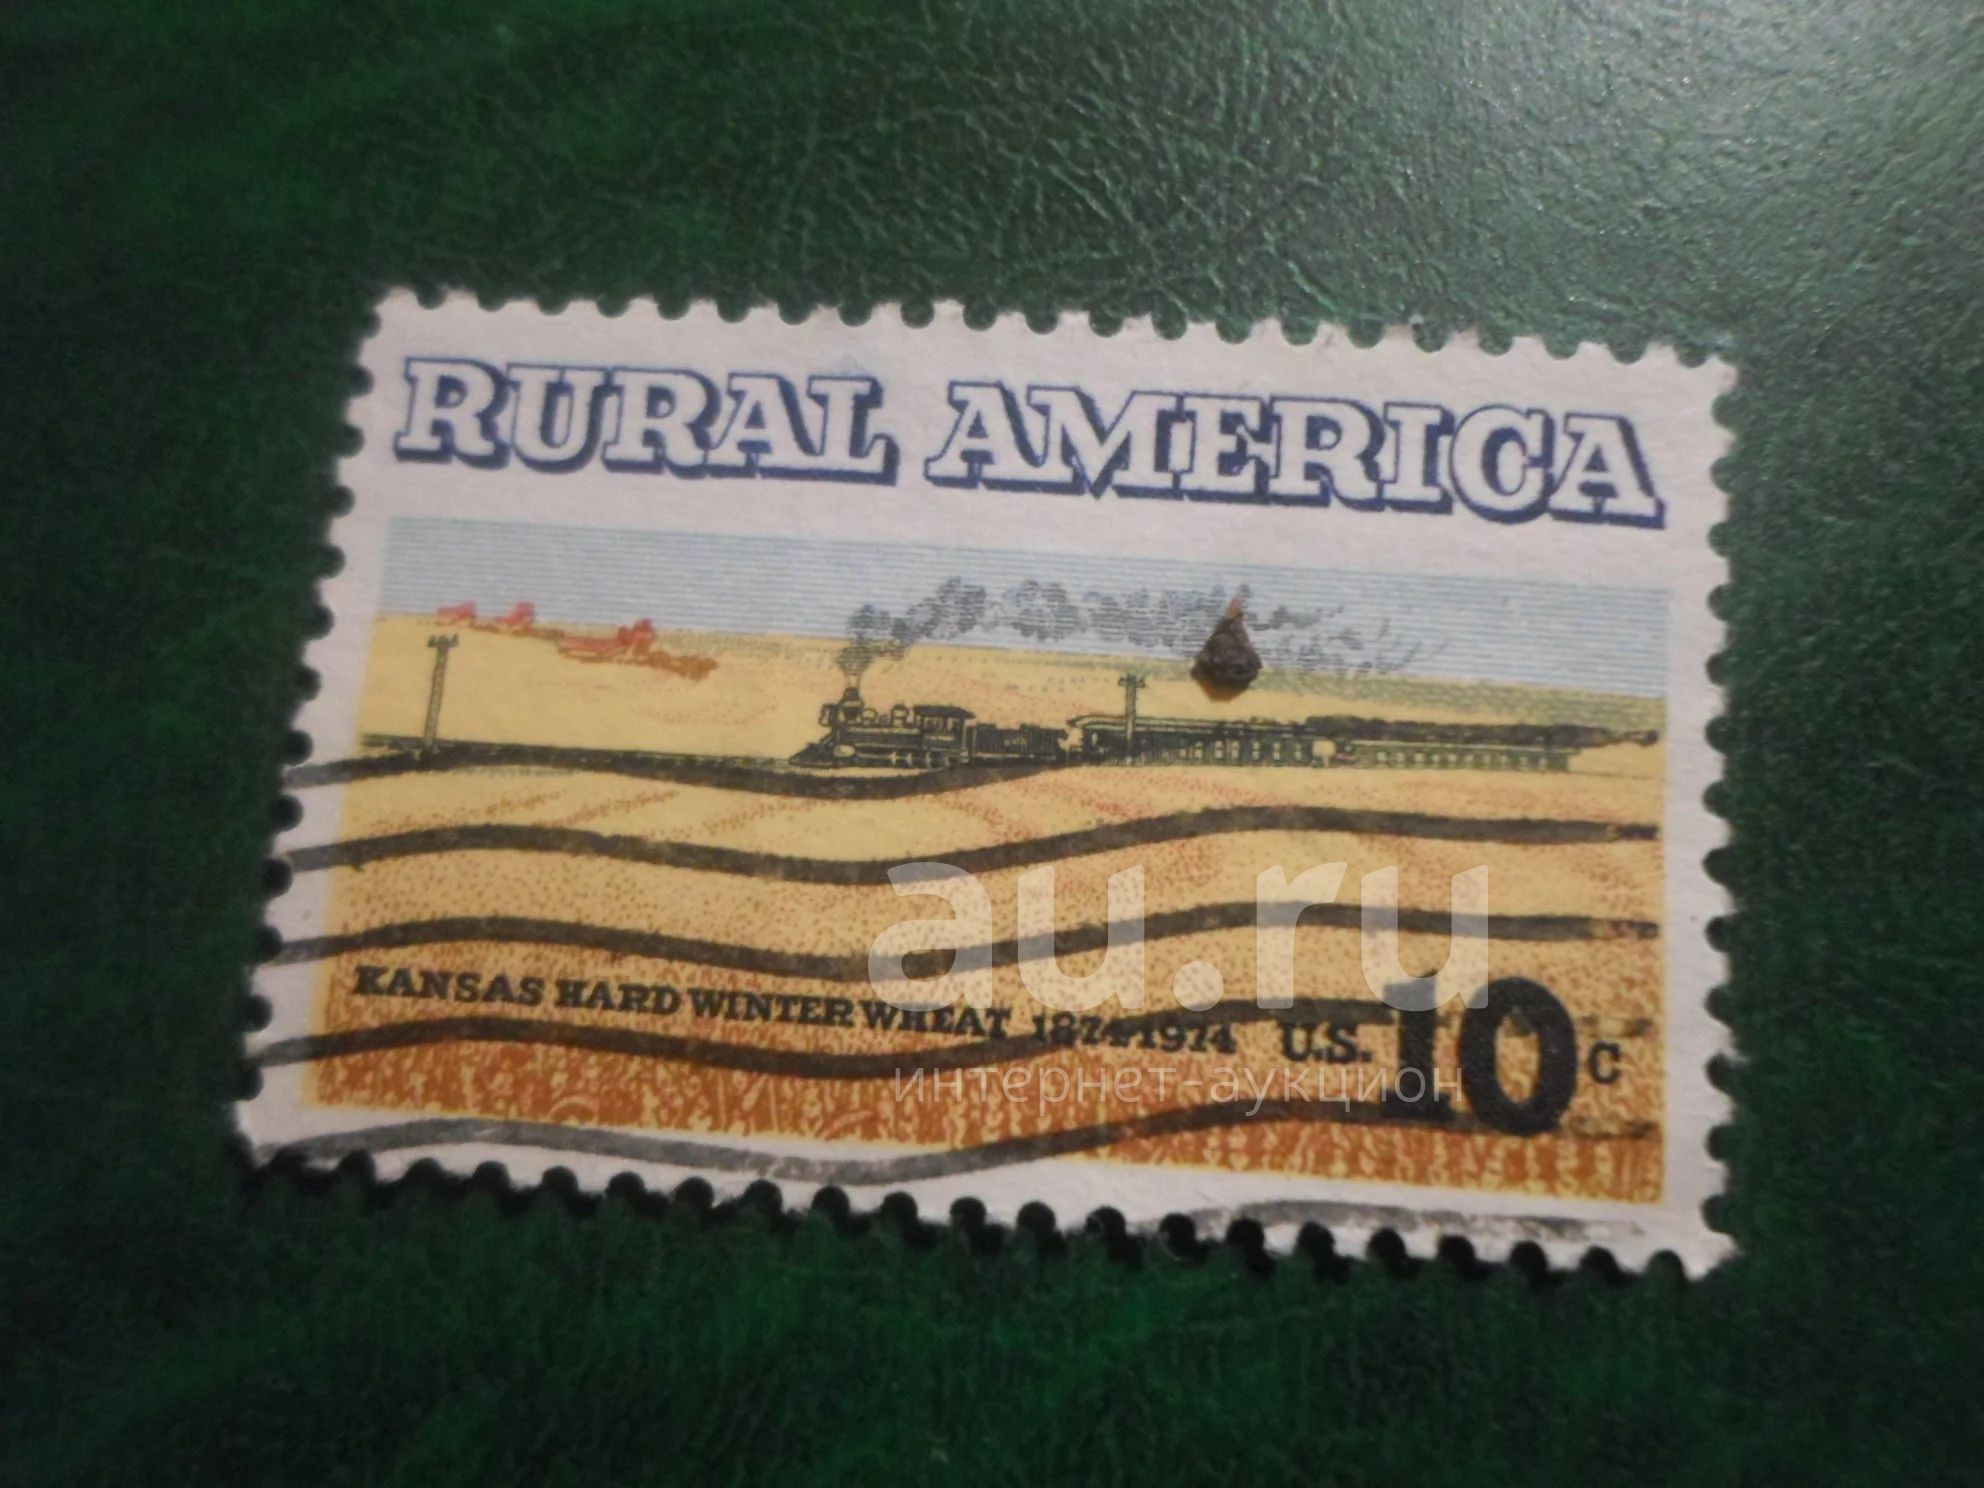 RURAL AMERICA
au.ru
KANSAS HARD WINTER WHEAT 1874-1974 U.S. 10c
интернет-аукцион